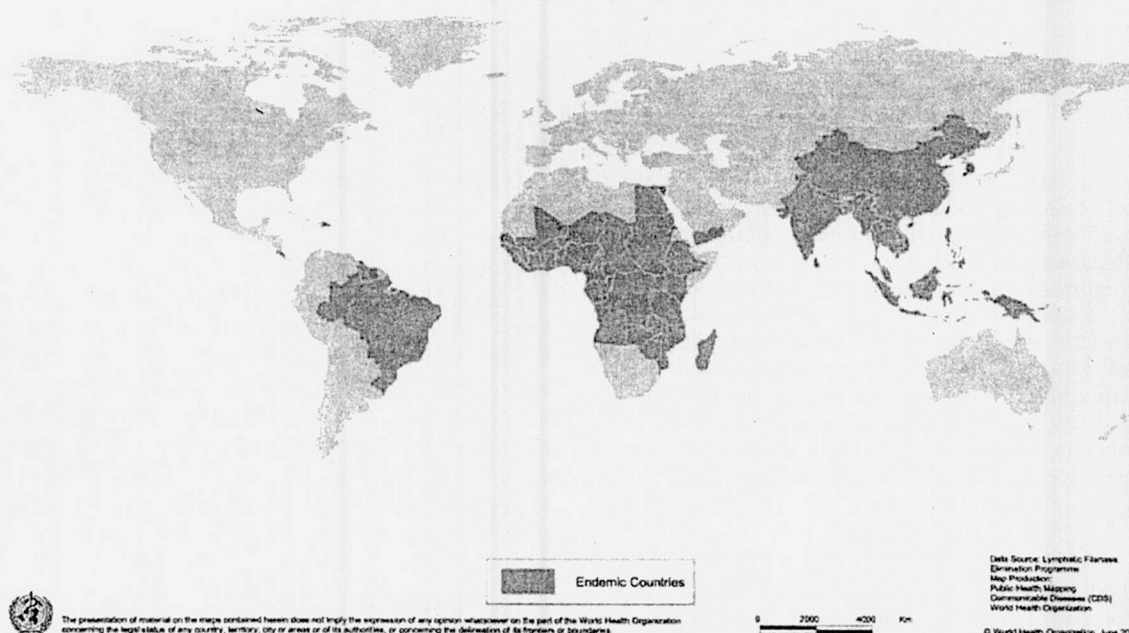 Endemic Countries
Data Source: Lymphatic Filariasis
Elimination Programme
Map Production:
Public Health Mapping
Communicable Diseases (CDS)
World Health Organization
The presentation of material on the maps contained herein does not imply the expression of any opinion whatsoever on the part of the World Health Organization
concerning the legal status of any country, territory, city or areas or of its authorities, or concerning the delineation of its frontiers or boundaries.
0 2000 4000 Km
© World Health Organization, June 20